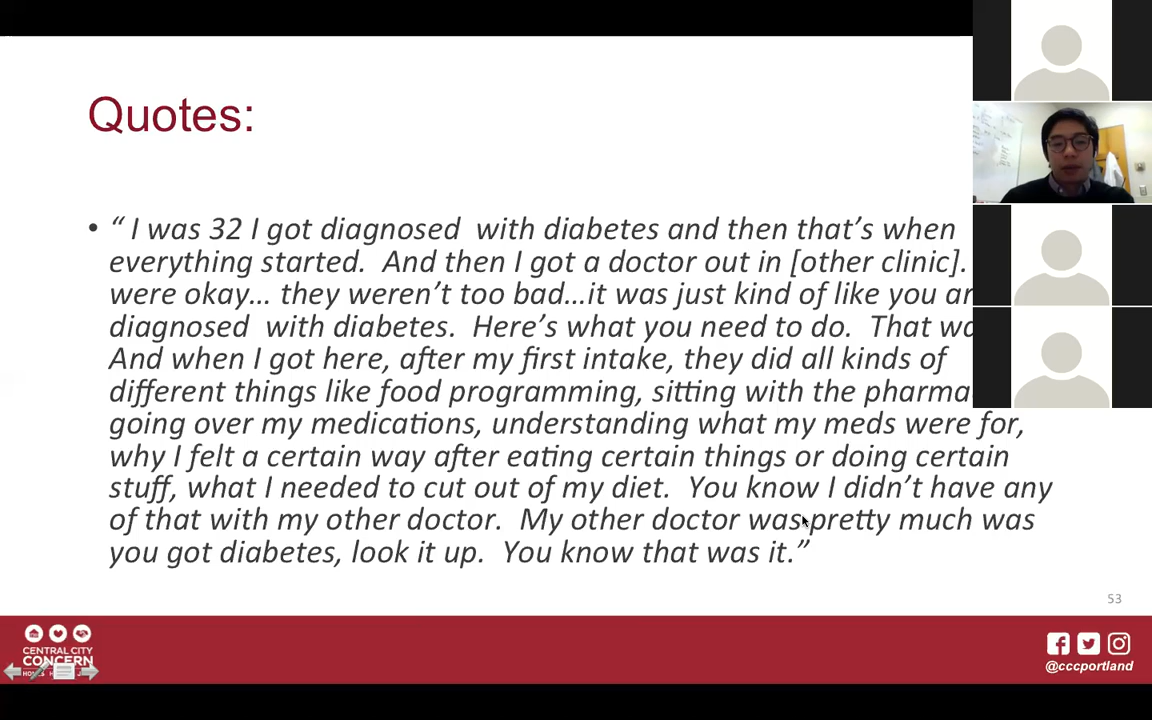 Quotes:
• “ I was 32 I got diagnosed with diabetes and then that’s when
everything started. And then I got a doctor out in [other clinic].
were okay… they weren’t too bad…it was just kind of like you
diagnosed with diabetes. Here’s what you need to do. That
And when I got here, after my first intake, they did all kinds of
different things like food programming, sitting with the
going over my medications, understanding what my meds were for,
why I felt a certain way after eating certain things or doing certain
stuff, what I needed to cut out of my diet. You know I didn’t have any
of that with my other doctor. My other doctor was pretty much was
you got diabetes, look it up. You know that was it.”
53
CENTRAL CITY
CONCERN
@cccportland